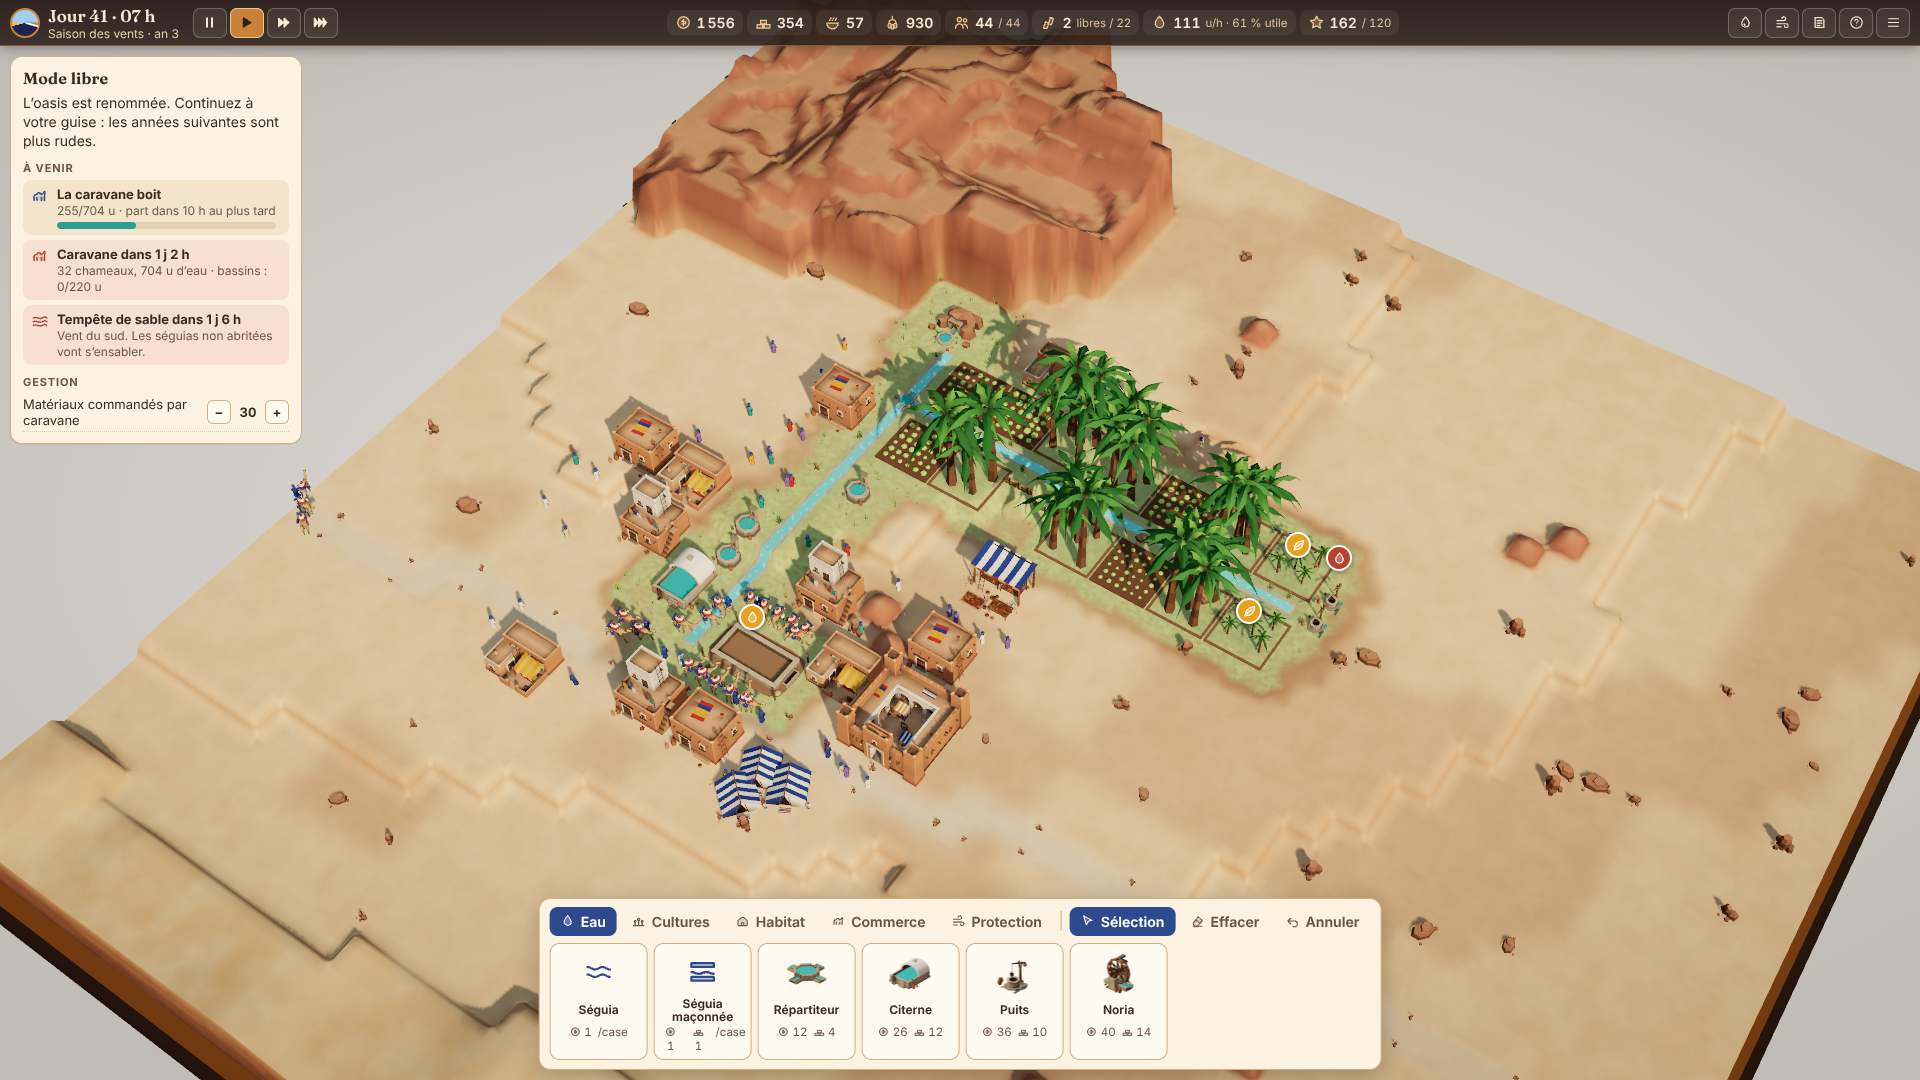 Jour 41 · 07 h
Saison des vents · an 3
1 556
354
57
930
44 / 44
2 libres / 22
111 u/h · 61 % utile
162 / 120
Mode libre
L’oasis est renommée. Continuez à
votre guise : les années suivantes sont
plus rudes.
À VENIR
La caravane boit
255/704 u · part dans 10 h au plus tard
Caravane dans 1 j 2 h
32 chameaux, 704 u d’eau · bassins :
0/220 u
Tempête de sable dans 1 j 6 h
Vent du sud. Les séguias non abritées
vont s’ensabler.
GESTION
Matériaux commandés par
caravane
− 30 +
Eau
Cultures
Habitat
Commerce
Protection
Sélection
Effacer
Annuler
Séguia
1 /case
Séguia
maçonnée
1 1 /case
Répartiteur
12 4
Citerne
26 12
Puits
36 10
Noria
40 14